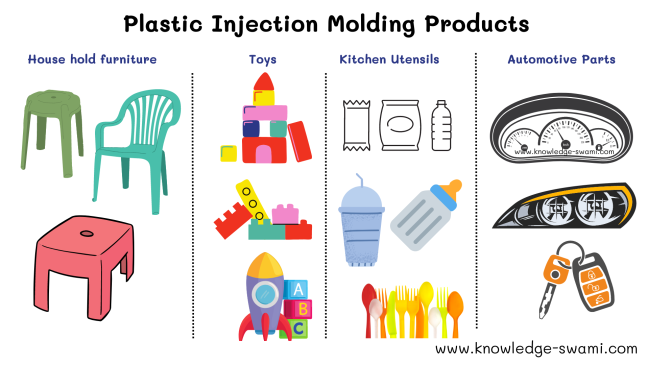 Plastic Injection Molding Products
House hold furniture
Toys
Kitchen Utensils
Automotive Parts
www.knowledge-swami.com
A
B
C
www.knowledge-swami.com